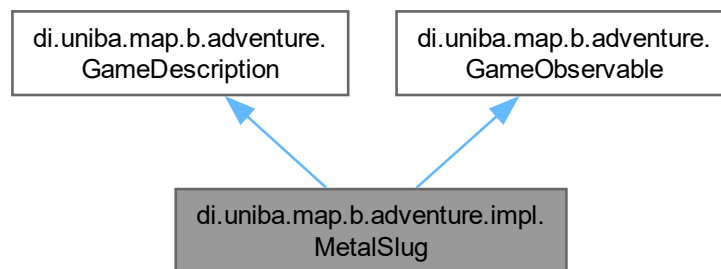 di.uniba.map.b.adventure.
GameDescription
di.uniba.map.b.adventure.
GameObservable
di.uniba.map.b.adventure.impl.
MetalSlug